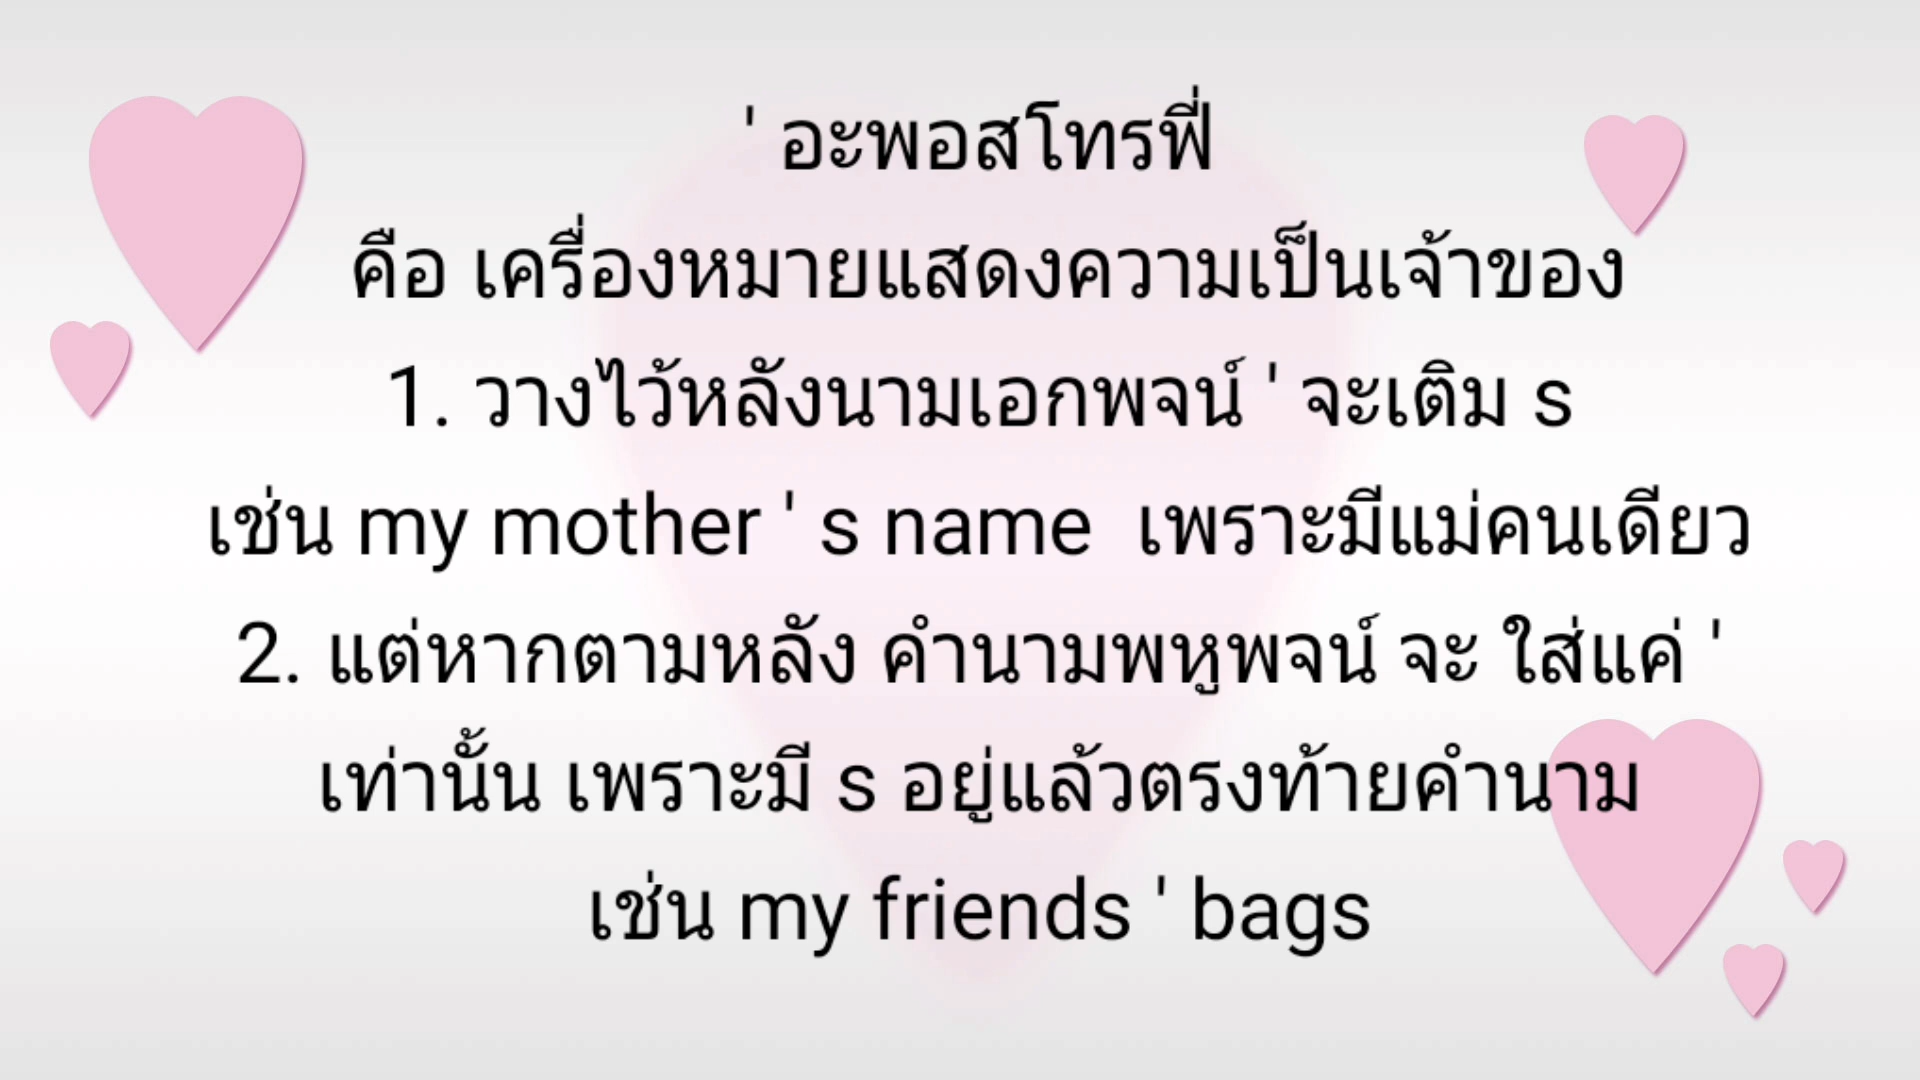 ' อะพอสโทรฟี่
คือ เครื่องหมายแสดงความเป็นเจ้าของ
1. วางไว้หลังนามเอกพจน์ ' จะเติม s
เช่น my mother ' s name  เพราะมีแม่คนเดียว
2. แต่หากตามหลัง คำนามพหูพจน์ จะ ใส่แค่ '
เท่านั้น เพราะมี s อยู่แล้วตรงท้ายคำนาม
เช่น my friends ' bags